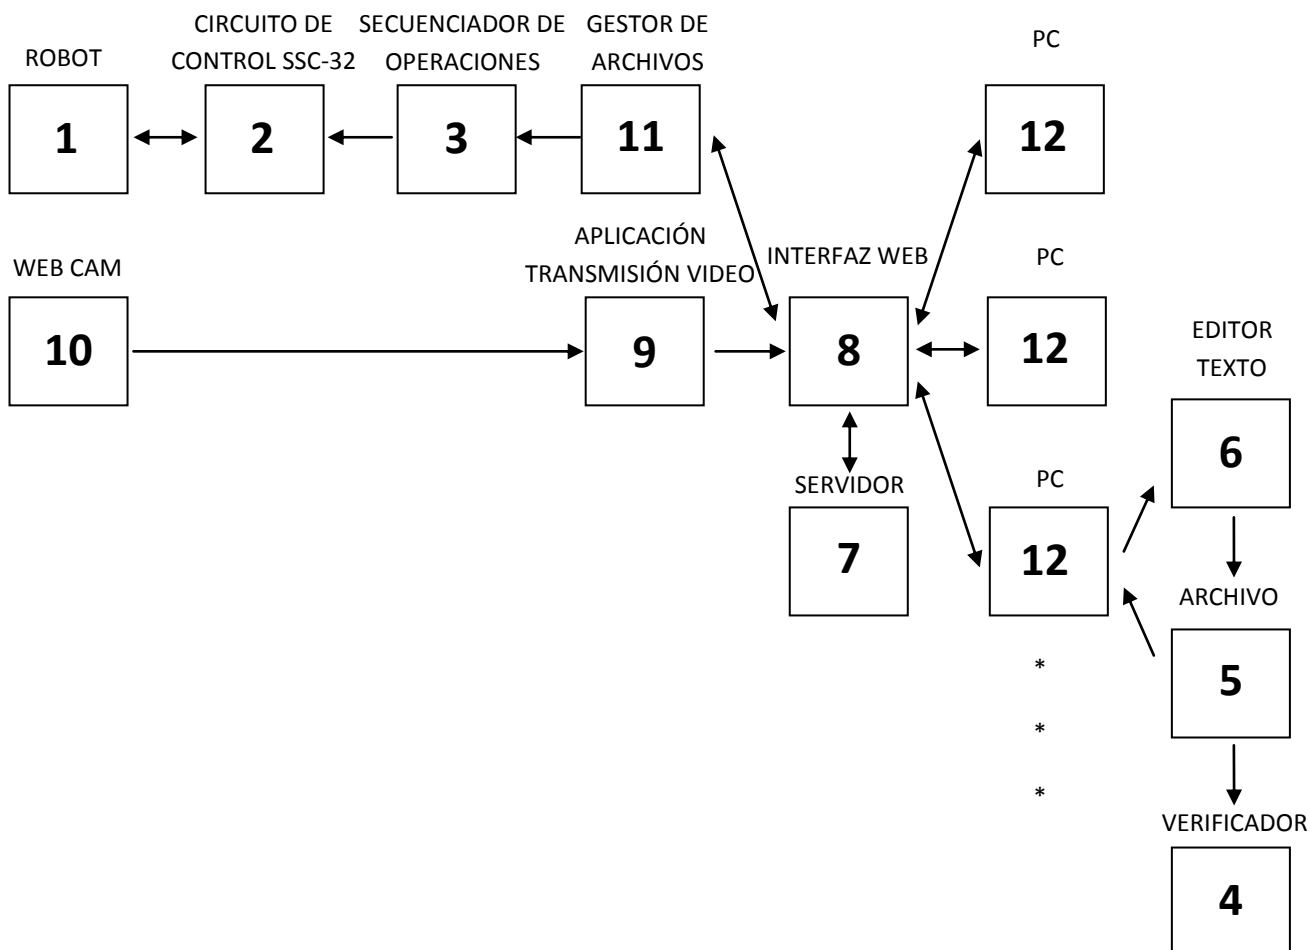 CIRCUITO DE
CONTROL SSC-32
SECUENCIADOR DE
OPERACIONES
GESTOR DE
ARCHIVOS
PC
ROBOT
1
2
3
11
12
WEB CAM
APLICACIÓN
TRANSMISIÓN VIDEO
INTERFAZ WEB
PC
10
9
8
12
EDITOR
TEXTO
6
SERVIDOR
PC
7
12
ARCHIVO
5
*
*
*
VERIFICADOR
4